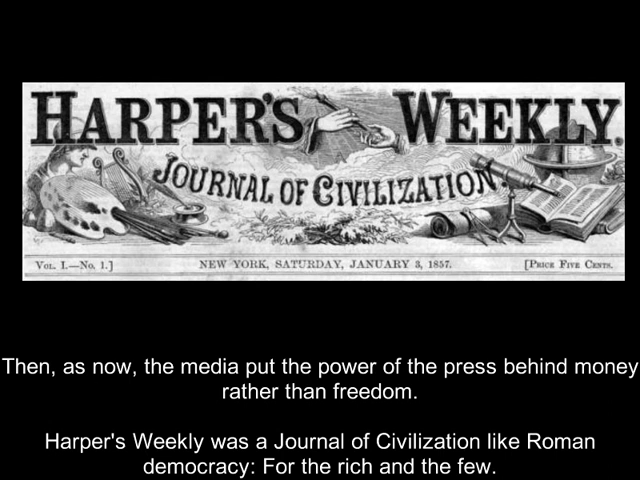 HARPER'S WEEKLY.
JOURNAL OF CIVILIZATION
VOL. I.—No. 1.] NEW YORK, SATURDAY, JANUARY 3, 1857. [PRICE FIVE CENTS.
Then, as now, the media put the power of the press behind money
rather than freedom.
Harper's Weekly was a Journal of Civilization like Roman
democracy: For the rich and the few.